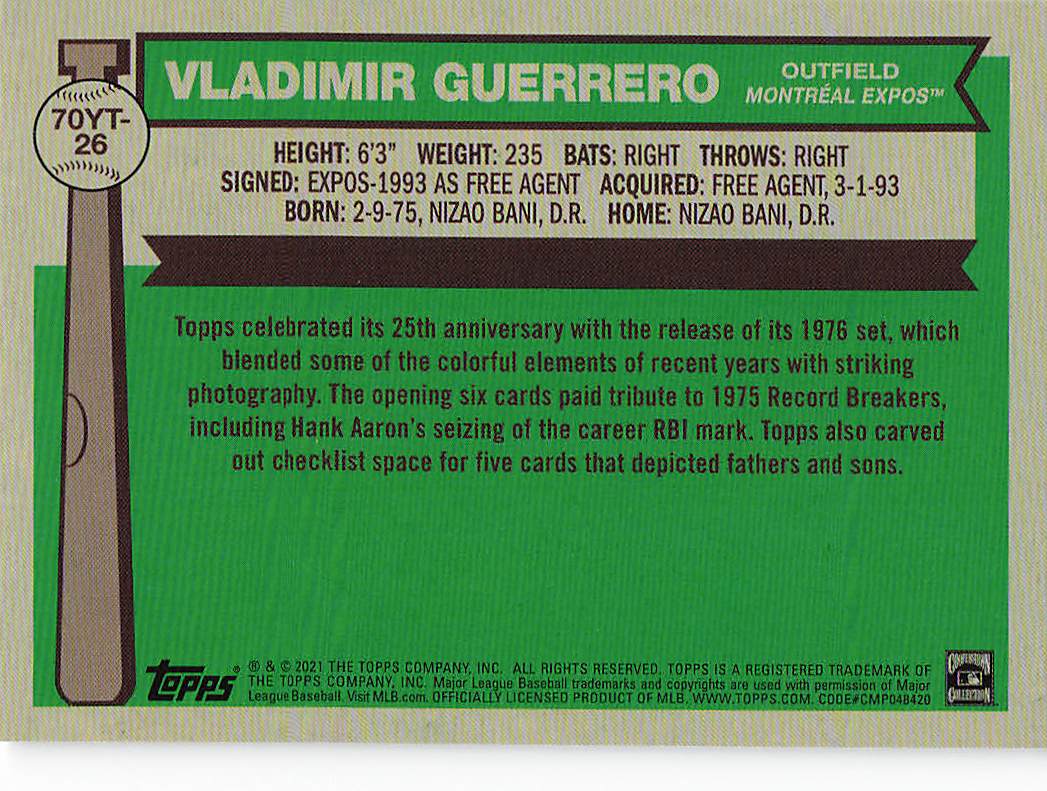 VLADIMIR GUERRERO
OUTFIELD
MONTRÉAL EXPOS™
70YT-
26
HEIGHT: 6'3" WEIGHT: 235 BATS: RIGHT THROWS: RIGHT
SIGNED: EXPOS-1993 AS FREE AGENT ACQUIRED: FREE AGENT, 3-1-93
BORN: 2-9-75, NIZAO BANI, D.R. HOME: NIZAO BANI, D.R.
Topps celebrated its 25th anniversary with the release of its 1976 set, which
blended some of the colorful elements of recent years with striking
photography. The opening six cards paid tribute to 1975 Record Breakers,
including Hank Aaron's seizing of the career RBI mark. Topps also carved
out checklist space for five cards that depicted fathers and sons.
Topps®
® & © 2021 THE TOPPS COMPANY, INC. ALL RIGHTS RESERVED. TOPPS IS A REGISTERED TRADEMARK OF
THE TOPPS COMPANY, INC. Major League Baseball trademarks and copyrights are used with permission of Major
League Baseball. Visit MLB.com. OFFICIALLY LICENSED PRODUCT OF MLB. WWW.TOPPS.COM. CODE#CMP048420
COOPERSTOWN
COLLECTION